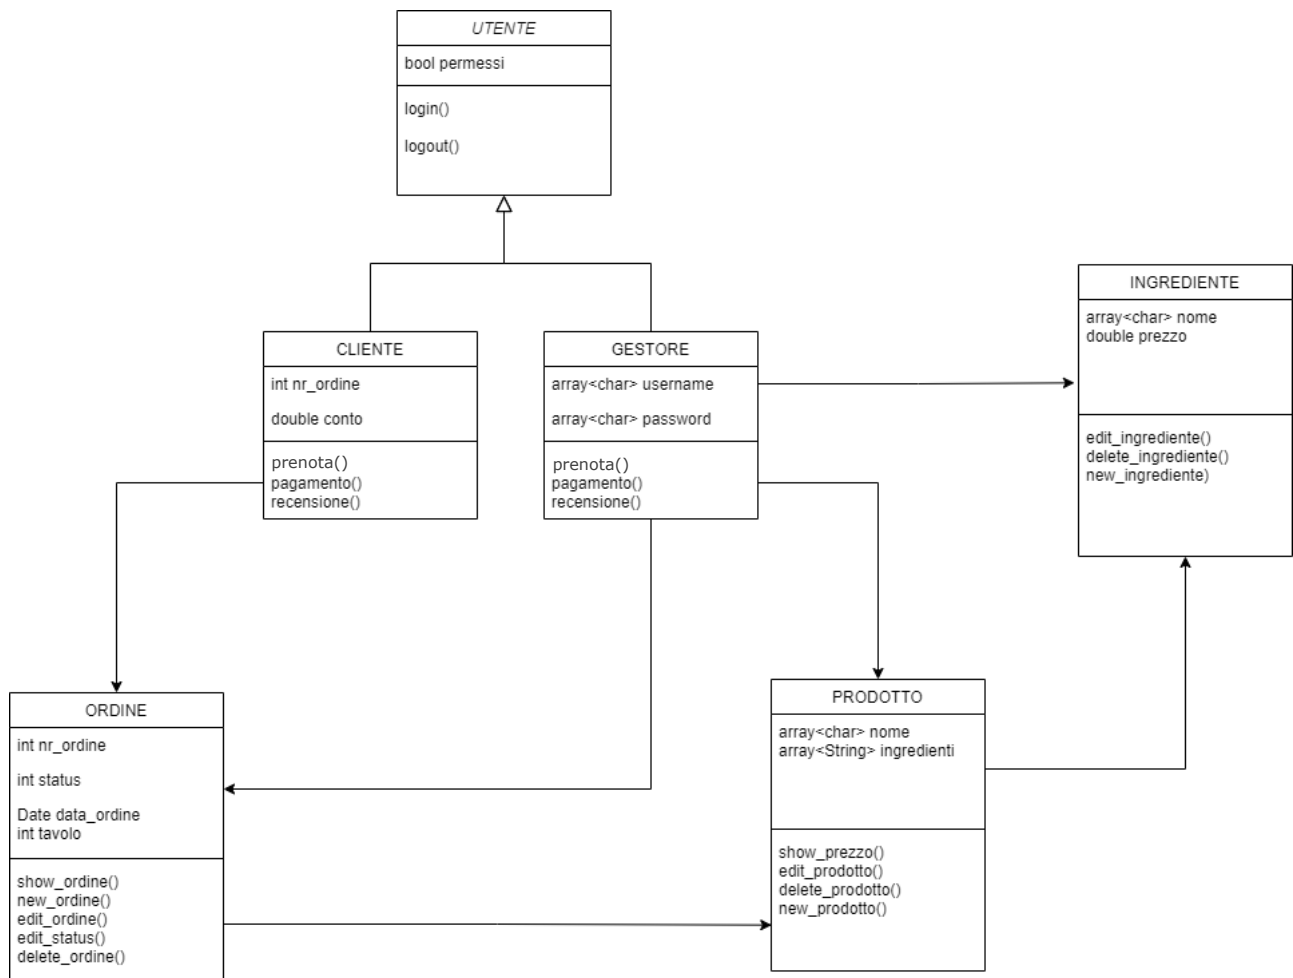 UTENTE
bool permessi
login()
logout()
CLIENTE
int nr_ordine
double conto
prenota()
pagamento()
recensione()
GESTORE
array<char> username
array<char> password
prenota()
pagamento()
recensione()
INGREDIENTE
array<char> nome
double prezzo
edit_ingrediente()
delete_ingrediente()
new_ingrediente)
ORDINE
int nr_ordine
int status
Date data_ordine
int tavolo
show_ordine()
new_ordine()
edit_ordine()
edit_status()
delete_ordine()
PRODOTTO
array<char> nome
array<String> ingredienti
show_prezzo()
edit_prodotto()
delete_prodotto()
new_prodotto()